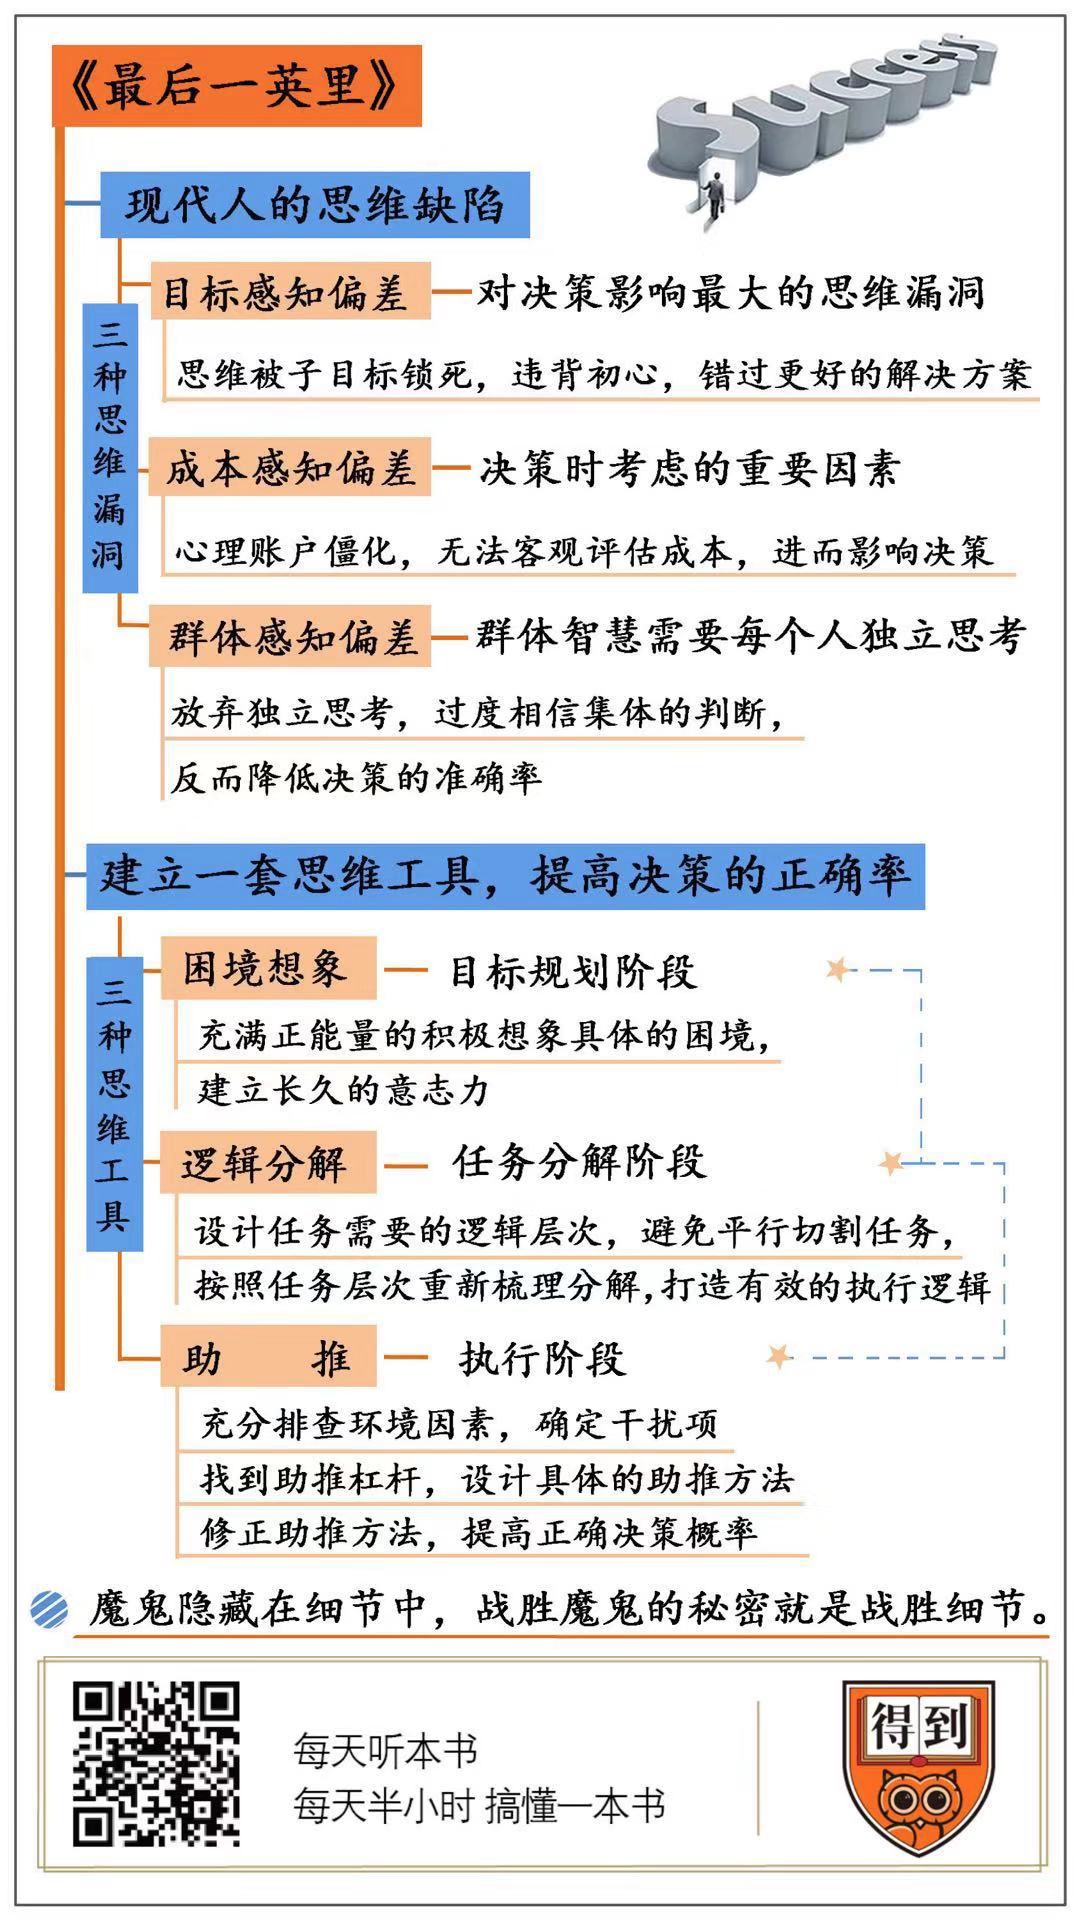 《最后一英里》
success
现代人的思维缺陷
三种思维漏洞
目标感知偏差—对决策影响最大的思维漏洞
思维被子目标锁死，违背初心，错过更好的解决方案
成本感知偏差—决策时考虑的重要因素
心理账户僵化，无法客观评估成本，进而影响决策
群体感知偏差—群体智慧需要每个人独立思考
放弃独立思考，过度相信集体的判断，
反而降低决策的准确率
建立一套思维工具，提高决策的正确率
三种思维工具
困境想象—目标规划阶段
充满正能量的积极想象具体的困境，
建立长久的意志力
逻辑分解—任务分解阶段
设计任务需要的逻辑层次，避免平行切割任务，
按照任务层次重新梳理分解,打造有效的执行逻辑
助 推—执行阶段
充分排查环境因素，确定干扰项
找到助推杠杆，设计具体的助推方法
修正助推方法，提高正确决策概率
魔鬼隐藏在细节中，战胜魔鬼的秘密就是战胜细节。
每天听本书
每天半小时 搞懂一本书
得到